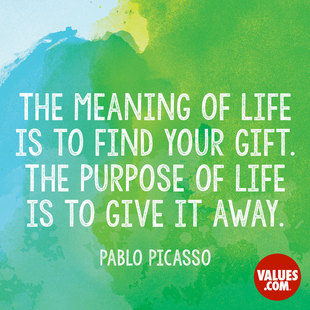 THE MEANING OF LIFE
IS TO FIND YOUR GIFT.
THE PURPOSE OF LIFE
IS TO GIVE IT AWAY.
PABLO PICASSO
VALUES
.COM